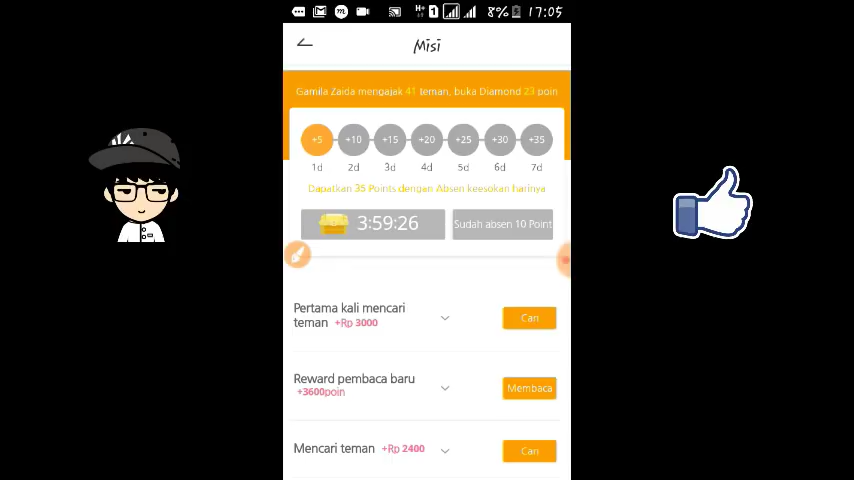 H+ 1 8% 17:05
Misi
Gamila Zaida mengajak 41 teman, buka Diamond 23 poin
+5 +10 +15 +20 +25 +30 +35
1d 2d 3d 4d 5d 6d 7d
Dapatkan 35 Points dengan Absen keesokan harinya
3:59:26 Sudah absen 10 Point
Pertama kali mencari
teman +Rp 3000 Cari
Reward pembaca baru
+3600poin Membaca
Mencari teman +Rp 2400 Cari